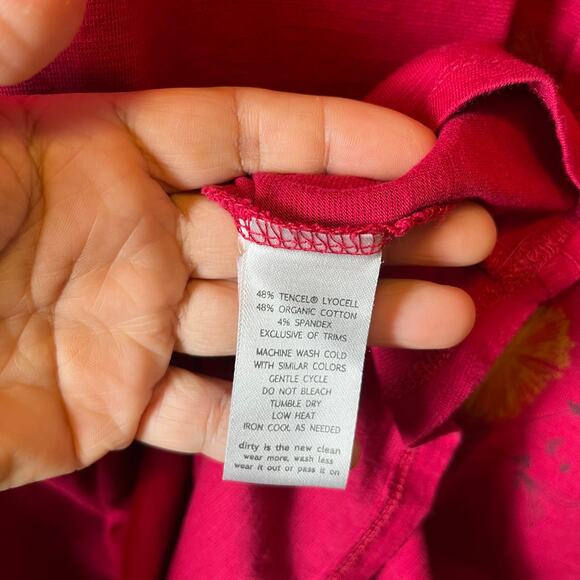 48% TENCEL® LYOCELL
48% ORGANIC COTTON
4% SPANDEX
EXCLUSIVE OF TRIMS
MACHINE WASH COLD
WITH SIMILAR COLORS
GENTLE CYCLE
DO NOT BLEACH
TUMBLE DRY
LOW HEAT
IRON COOL AS NEEDED
dirty is the new clean
wear more, wash less
wear it out or pass it on